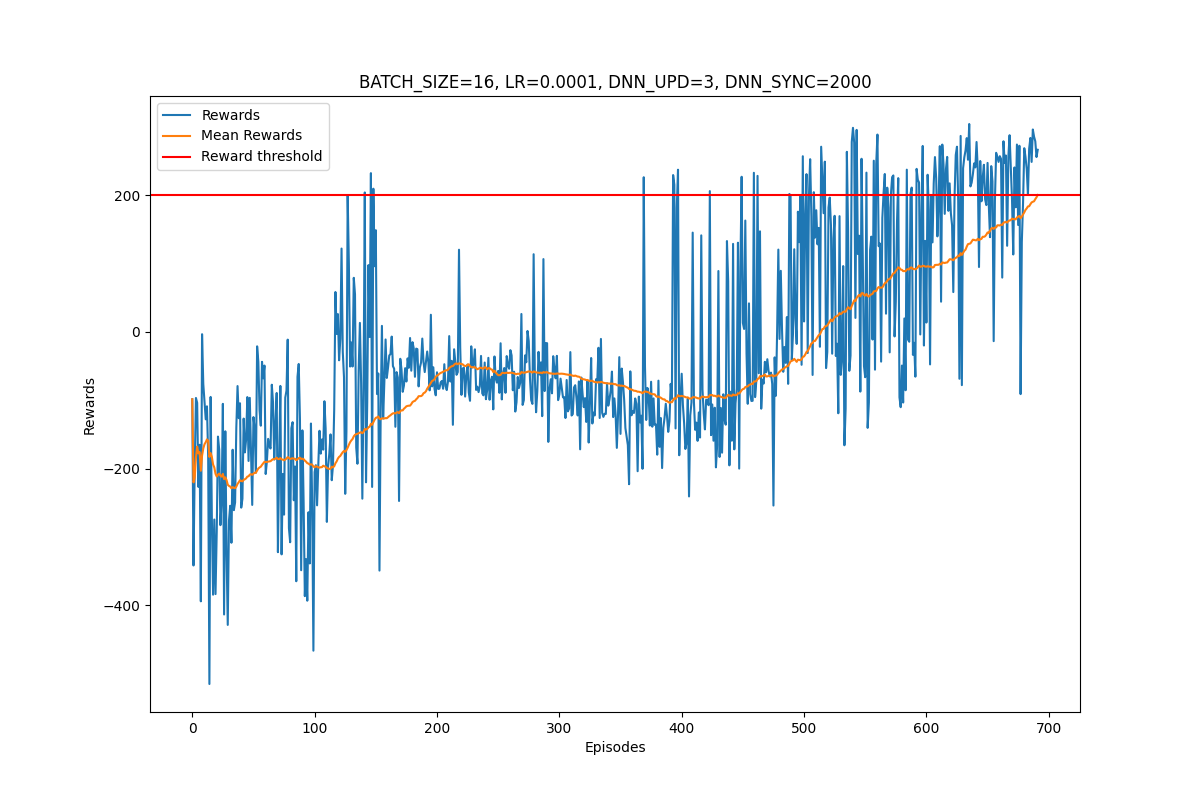 BATCH_SIZE=16, LR=0.0001, DNN_UPD=3, DNN_SYNC=2000
Rewards
Mean Rewards
Reward threshold
200
0
−200
−400
Rewards
0 100 200 300 400 500 600 700
Episodes